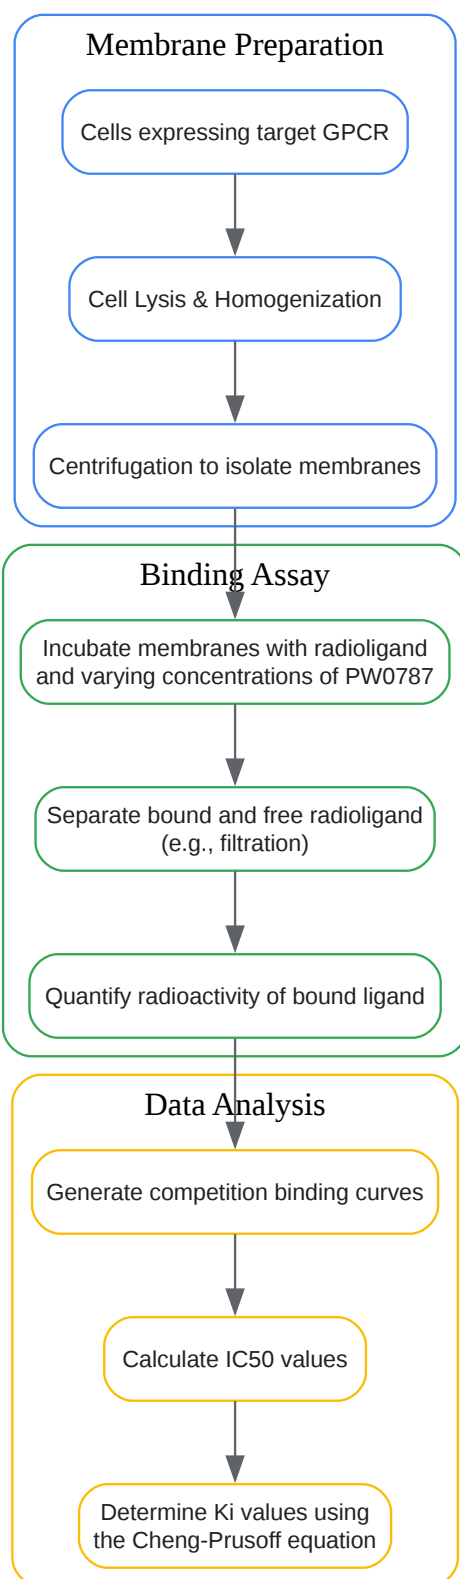 Membrane Preparation
Cells expressing target GPCR
Cell Lysis & Homogenization
Centrifugation to isolate membranes
Binding Assay
Incubate membranes with radioligand
and varying concentrations of PW0787
Separate bound and free radioligand
(e.g., filtration)
Quantify radioactivity of bound ligand
Data Analysis
Generate competition binding curves
Calculate IC50 values
Determine Ki values using
the Cheng-Prusoff equation